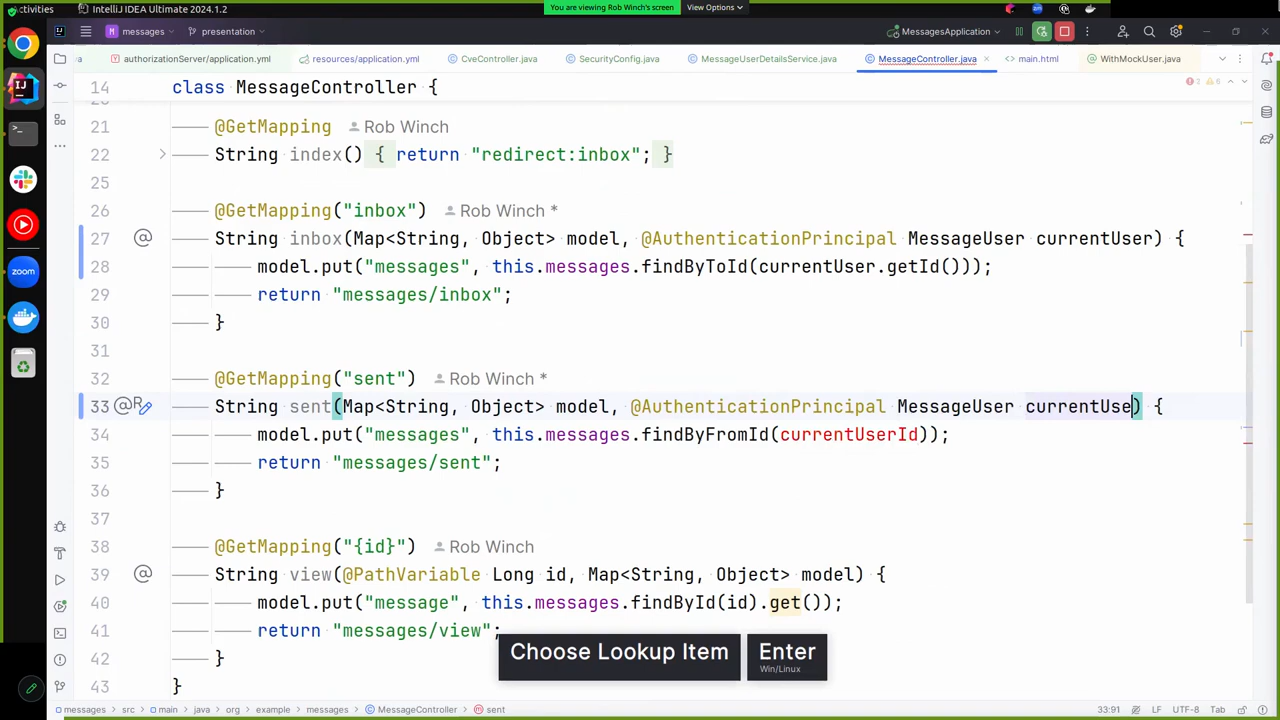 Activities
IntelliJ IDEA Ultimate 2024.1.2
You are viewing Rob Winch's screen
View Options
messages
presentation
MessagesApplication
authorizationServer/application.yml
resources/application.yml
CveController.java
SecurityConfig.java
MessageUserDetailsService.java
MessageController.java
main.html
WithMockUser.java
14 class MessageController {
21 @GetMapping Rob Winch
22 String index() { return "redirect:inbox"; }
25
26 @GetMapping("inbox") Rob Winch *
27 String inbox(Map<String, Object> model, @AuthenticationPrincipal MessageUser currentUser) {
28 model.put("messages", this.messages.findByToId(currentUser.getId()));
29 return "messages/inbox";
30 }
31
32 @GetMapping("sent") Rob Winch *
33 String sent(Map<String, Object> model, @AuthenticationPrincipal MessageUser currentUse) {
34 model.put("messages", this.messages.findByFromId(currentUserId));
35 return "messages/sent";
36 }
37
38 @GetMapping("{id}") Rob Winch
39 String view(@PathVariable Long id, Map<String, Object> model) {
40 model.put("message", this.messages.findById(id).get());
41 return "messages/view";
42 }
43 }
Choose Lookup Item
Enter
Win/Linux
messages > src > main > java > org > example > messages > MessageController > sent
33:91 LF UTF-8 Tab